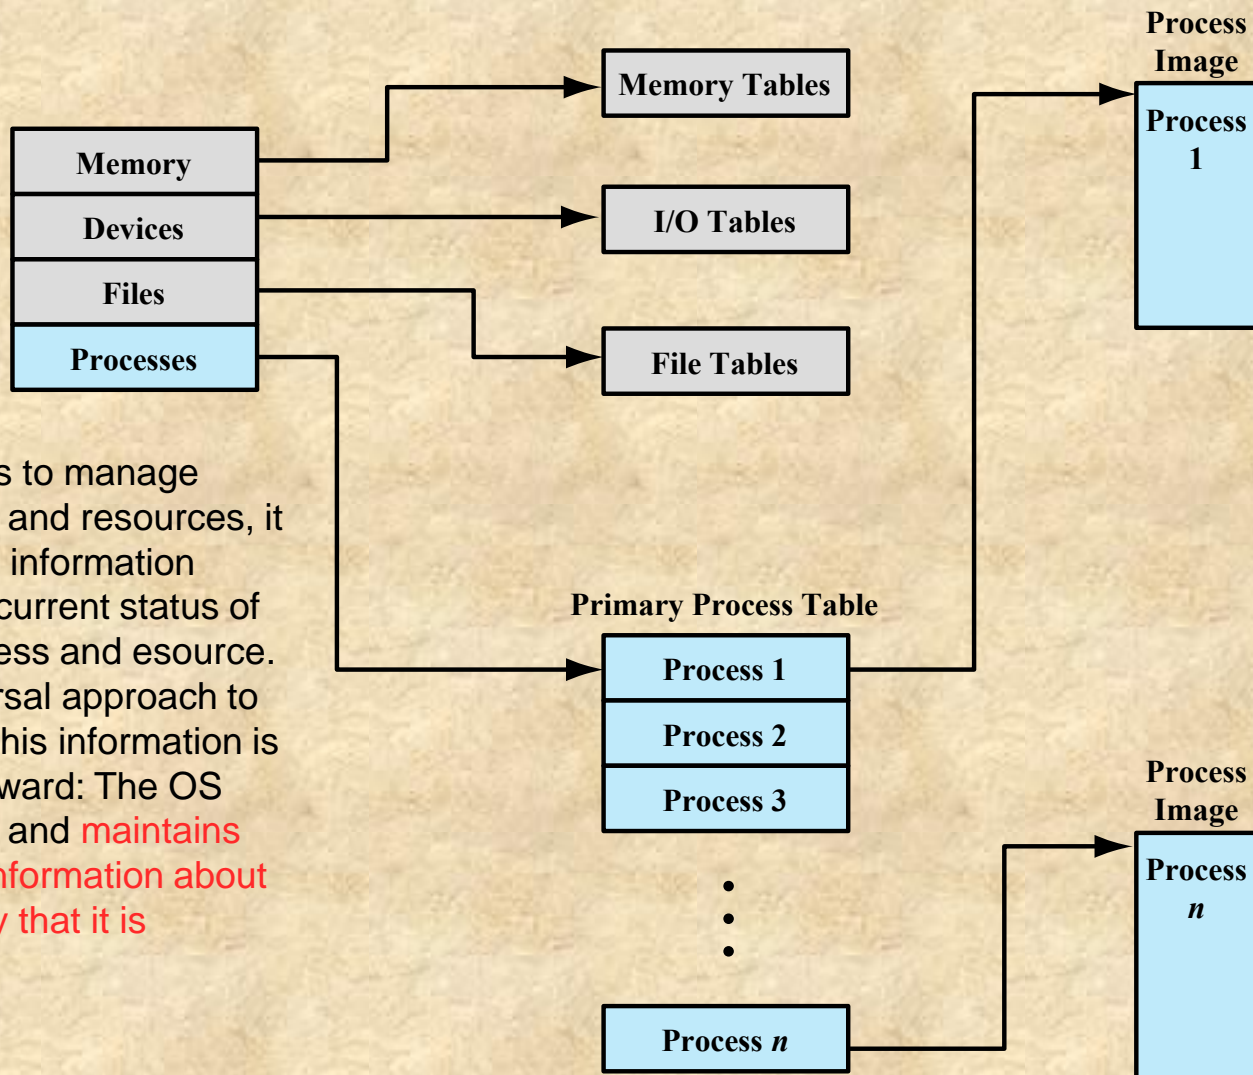 Process
Image
Process
1
Memory Tables
Memory
Devices
Files
Processes
I/O Tables
File Tables
s to manage
and resources, it
information
current status of
ess and esource.
rsal approach to
his information is
ward: The OS
and maintains
nformation about
y that it is
Primary Process Table
Process 1
Process 2
Process 3
Process n
Process
Image
Process
n